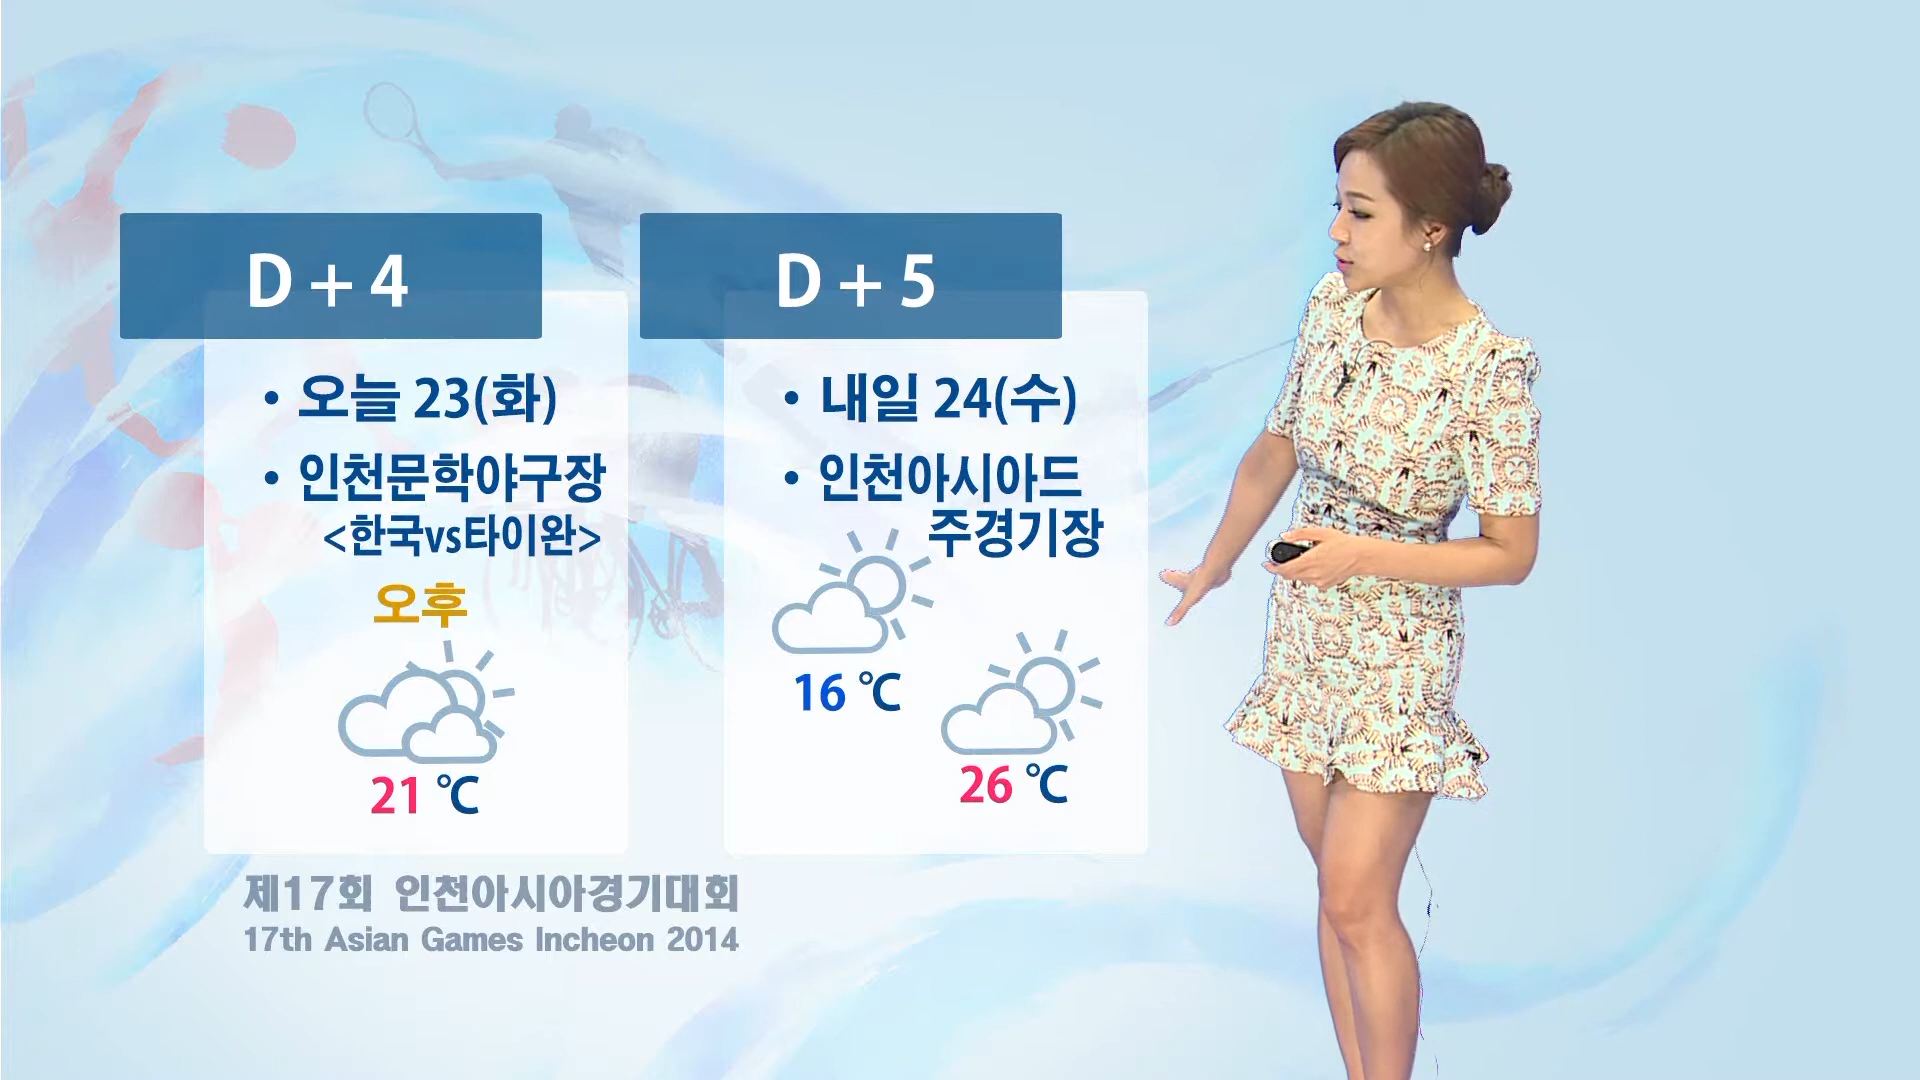 D + 4
• 오늘 23(화)
• 인천문학야구장
<한국vs타이완>
오후
21 ℃
D + 5
• 내일 24(수)
• 인천아시아드
주경기장
16 ℃
26 ℃
제17회 인천아시아경기대회
17th Asian Games Incheon 2014